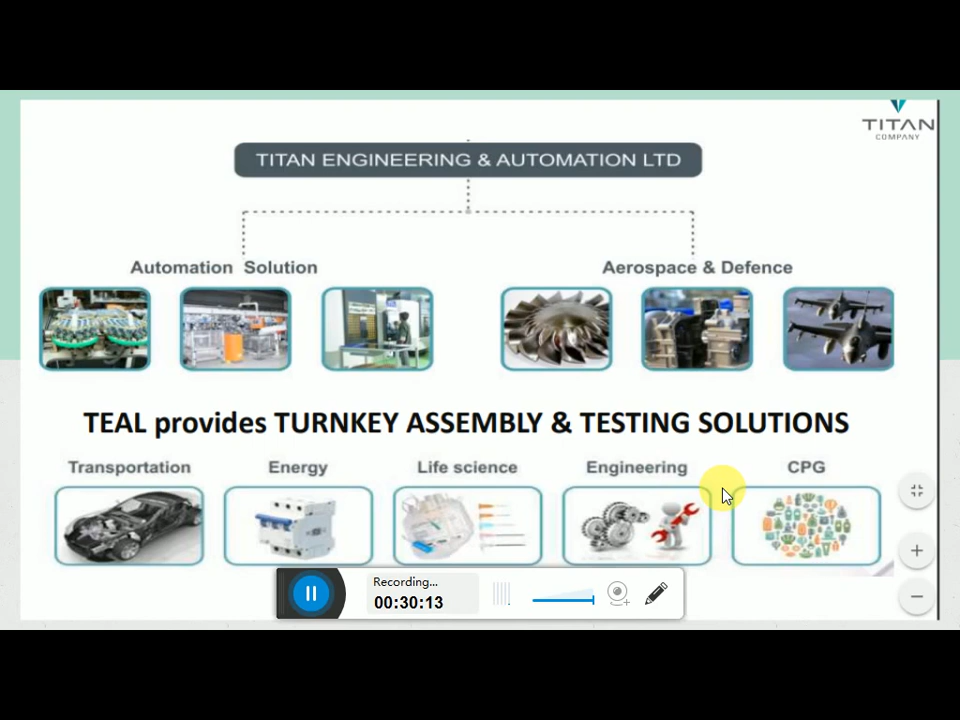 TITAN
COMPANY
TITAN ENGINEERING & AUTOMATION LTD
Automation Solution
Aerospace & Defence
TEAL provides TURNKEY ASSEMBLY & TESTING SOLUTIONS
Transportation
Energy
Life science
Engineering
CPG
Recording...
00:30:13